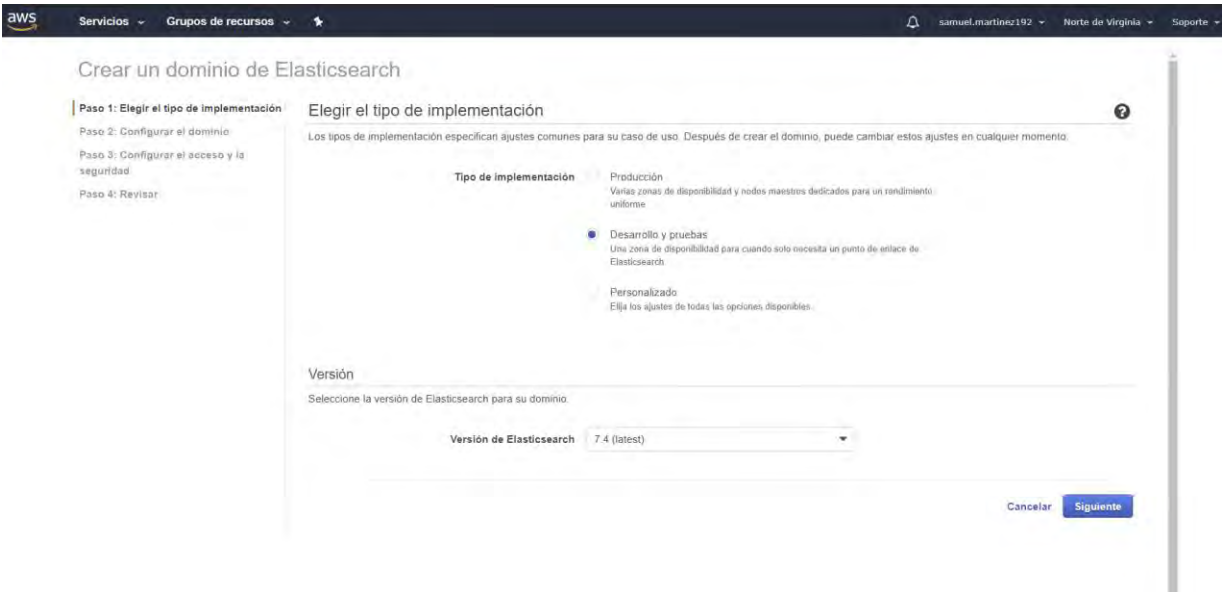 aws
Servicios
Grupos de recursos
samuel.martinez192
Norte de Virginia
Soporte
Crear un dominio de Elasticsearch
Paso 1: Elegir el tipo de implementación
Paso 2: Configurar el dominio
Paso 3: Configurar el acceso y la
seguridad
Paso 4: Revisar
Elegir el tipo de implementación
Los tipos de implementación especifican ajustes comunes para su caso de uso. Después de crear el dominio, puede cambiar estos ajustes en cualquier momento.
Tipo de implementación
Producción
Varias zonas de disponibilidad y nodos maestros dedicados para un rendimiento
uniforme
Desarrollo y pruebas
Una zona de disponibilidad para cuando solo necesita un punto de enlace de
Elasticsearch
Personalizado
Elija los ajustes de todas las opciones disponibles.
Versión
Seleccione la versión de Elasticsearch para su dominio.
Versión de Elasticsearch
7.4 (latest)
Cancelar
Siguiente